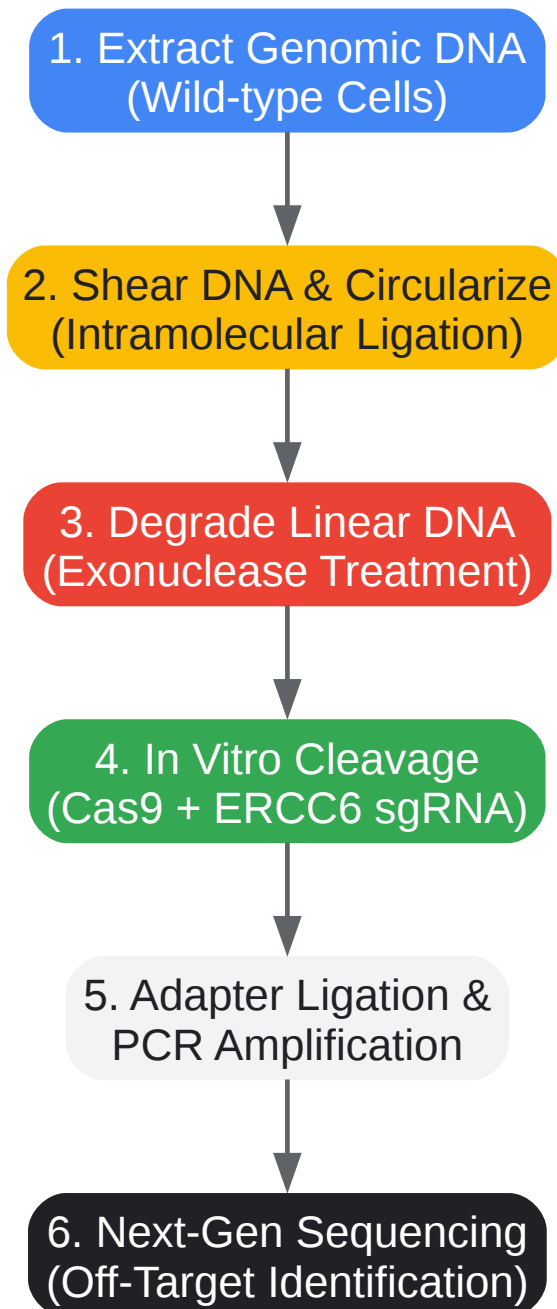 1. Extract Genomic DNA
(Wild-type Cells)
2. Shear DNA & Circularize
(Intramolecular Ligation)
3. Degrade Linear DNA
(Exonuclease Treatment)
4. In Vitro Cleavage
(Cas9 + ERCC6 sgRNA)
5. Adapter Ligation &
PCR Amplification
6. Next-Gen Sequencing
(Off-Target Identification)